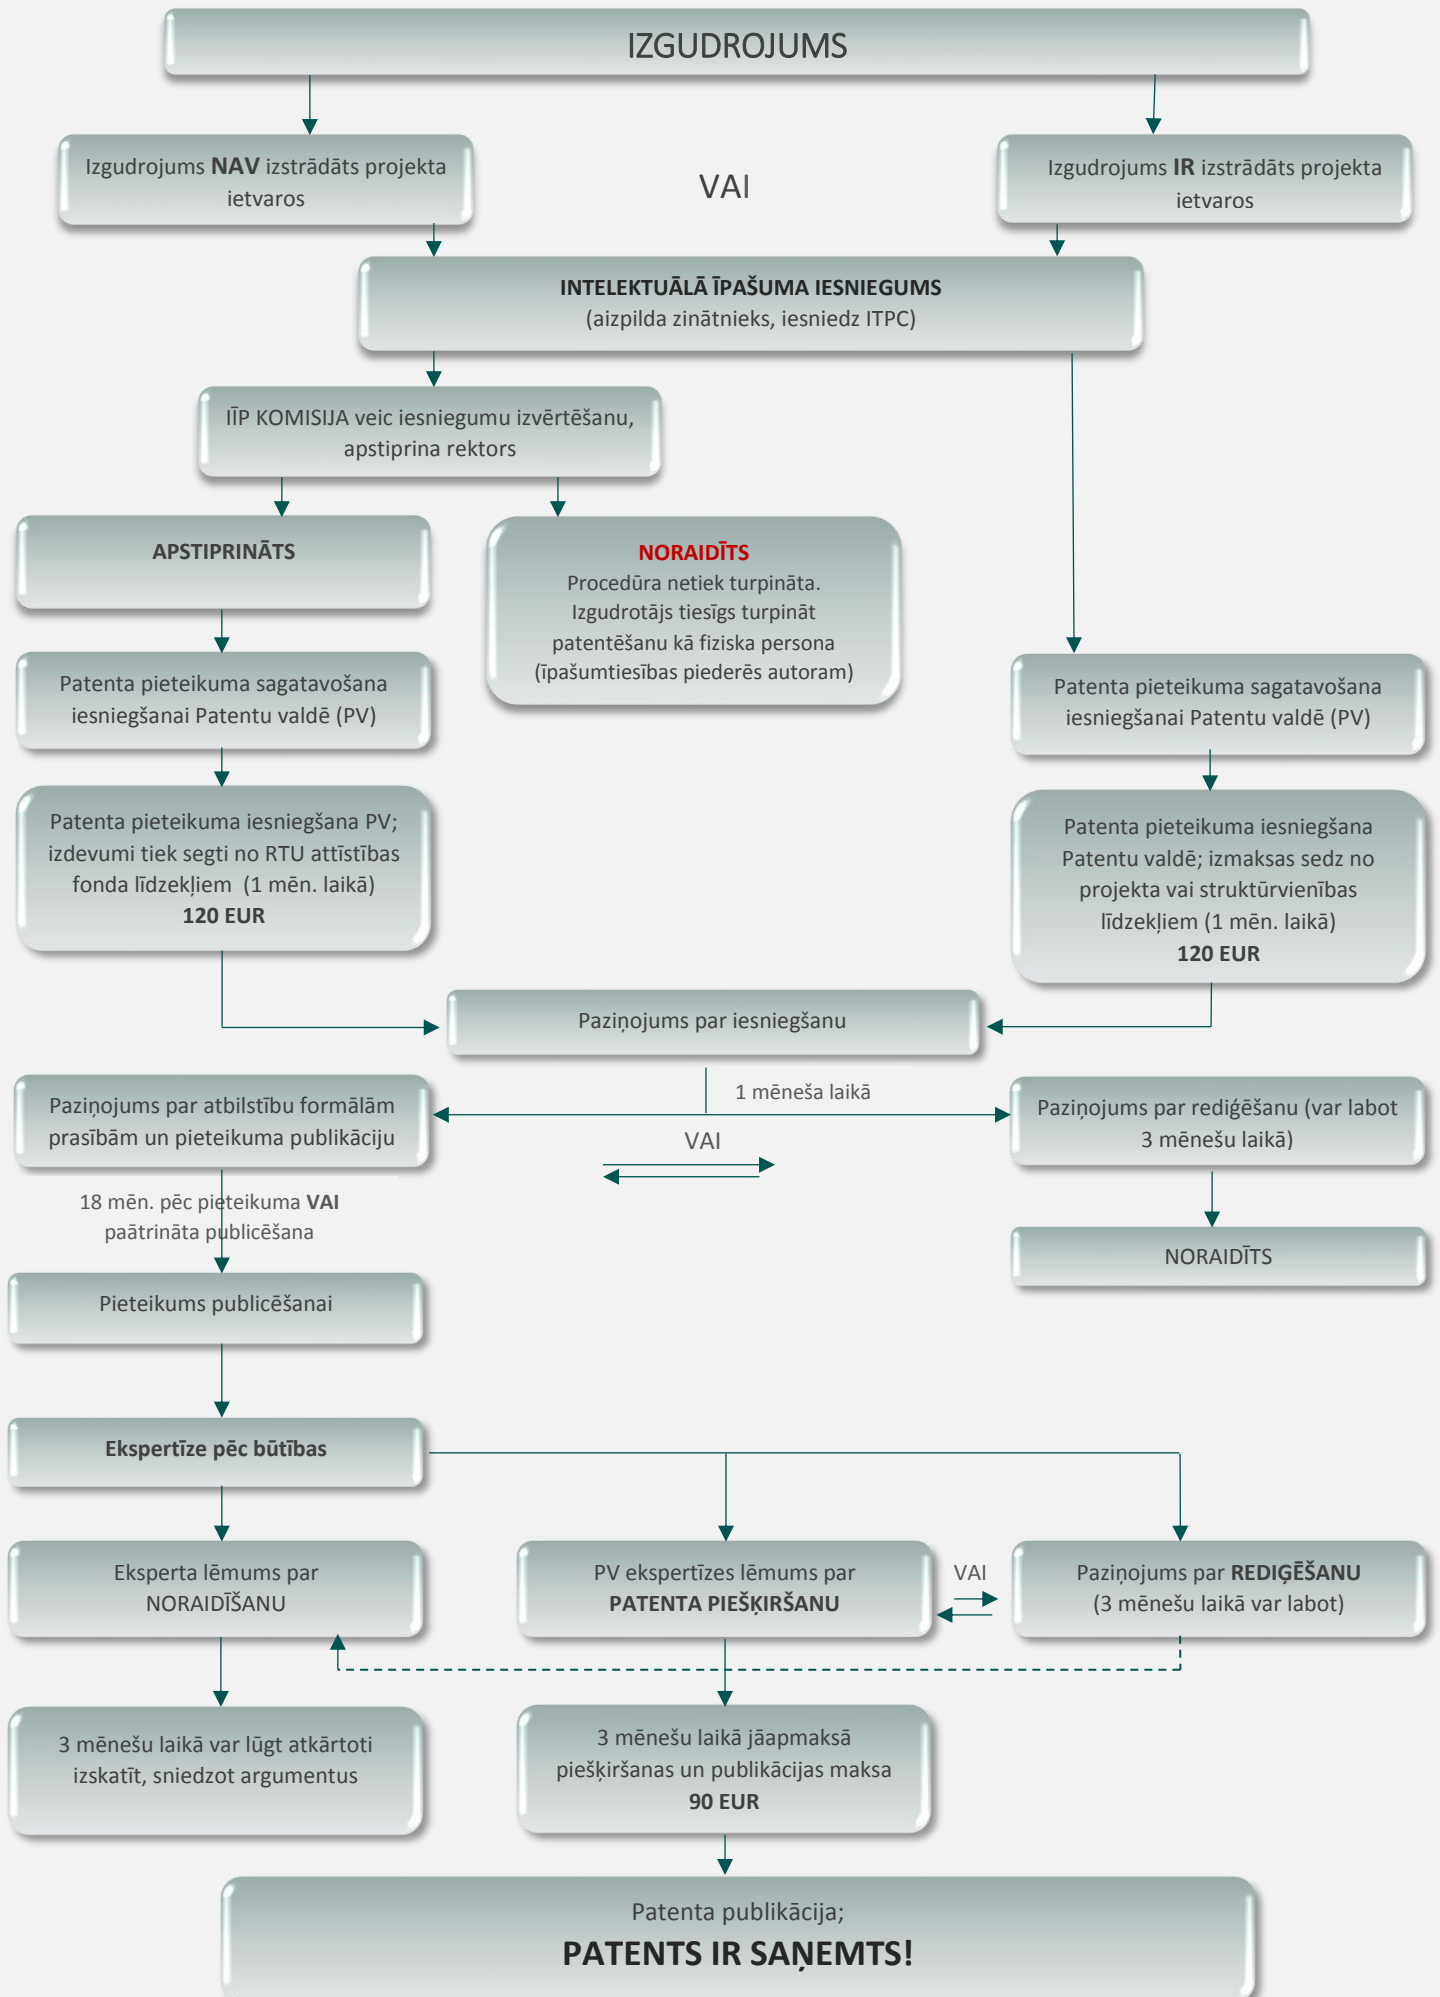 IZGUDROJUMS
Izgudrojums NAV izstrādāts projekta
ietvaros
VAI
Izgudrojums IR izstrādāts projekta
ietvaros
INTELEKTUĀLĀ ĪPAŠUMA IESNIEGUMS
(aizpilda zinātnieks, iesniedz ITPC)
IĪP KOMISIJA veic iesniegumu izvērtēšanu,
apstiprina rektors
APSTIPRINĀTS
NORAIDĪTS
Procedūra netiek turpināta.
Izgudrotājs tiesīgs turpināt
patentēšanu kā fiziska persona
(īpašumtiesības piederēs autoram)
Patenta pieteikuma sagatavošana
iesniegšanai Patentu valdē (PV)
Patenta pieteikuma sagatavošana
iesniegšanai Patentu valdē (PV)
Patenta pieteikuma iesniegšana PV;
izdevumi tiek segti no RTU attīstības
fonda līdzekļiem (1 mēn. laikā)
120 EUR
Patenta pieteikuma iesniegšana
Patentu valdē; izmaksas sedz no
projekta vai struktūrvienības
līdzekļiem (1 mēn. laikā)
120 EUR
Paziņojums par iesniegšanu
1 mēneša laikā
Paziņojums par atbilstību formālām
prasībām un pieteikuma publikāciju
VAI
Paziņojums par rediģēšanu (var labot
3 mēnešu laikā)
18 mēn. pēc pieteikuma VAI
paātrināta publicēšana
NORAIDĪTS
Pieteikums publicēšanai
Ekspertīze pēc būtības
Eksperta lēmums par
NORAIDĪŠANU
PV ekspertīzes lēmums par
PATENTA PIEŠĶIRŠANU
VAI
Paziņojums par REDIĢĒŠANU
(3 mēnešu laikā var labot)
3 mēnešu laikā var lūgt atkārtoti
izskatīt, sniedzot argumentus
3 mēnešu laikā jāapmaksā
piešķiršanas un publikācijas maksa
90 EUR
Patenta publikācija;
PATENTS IR SAŅEMTS!